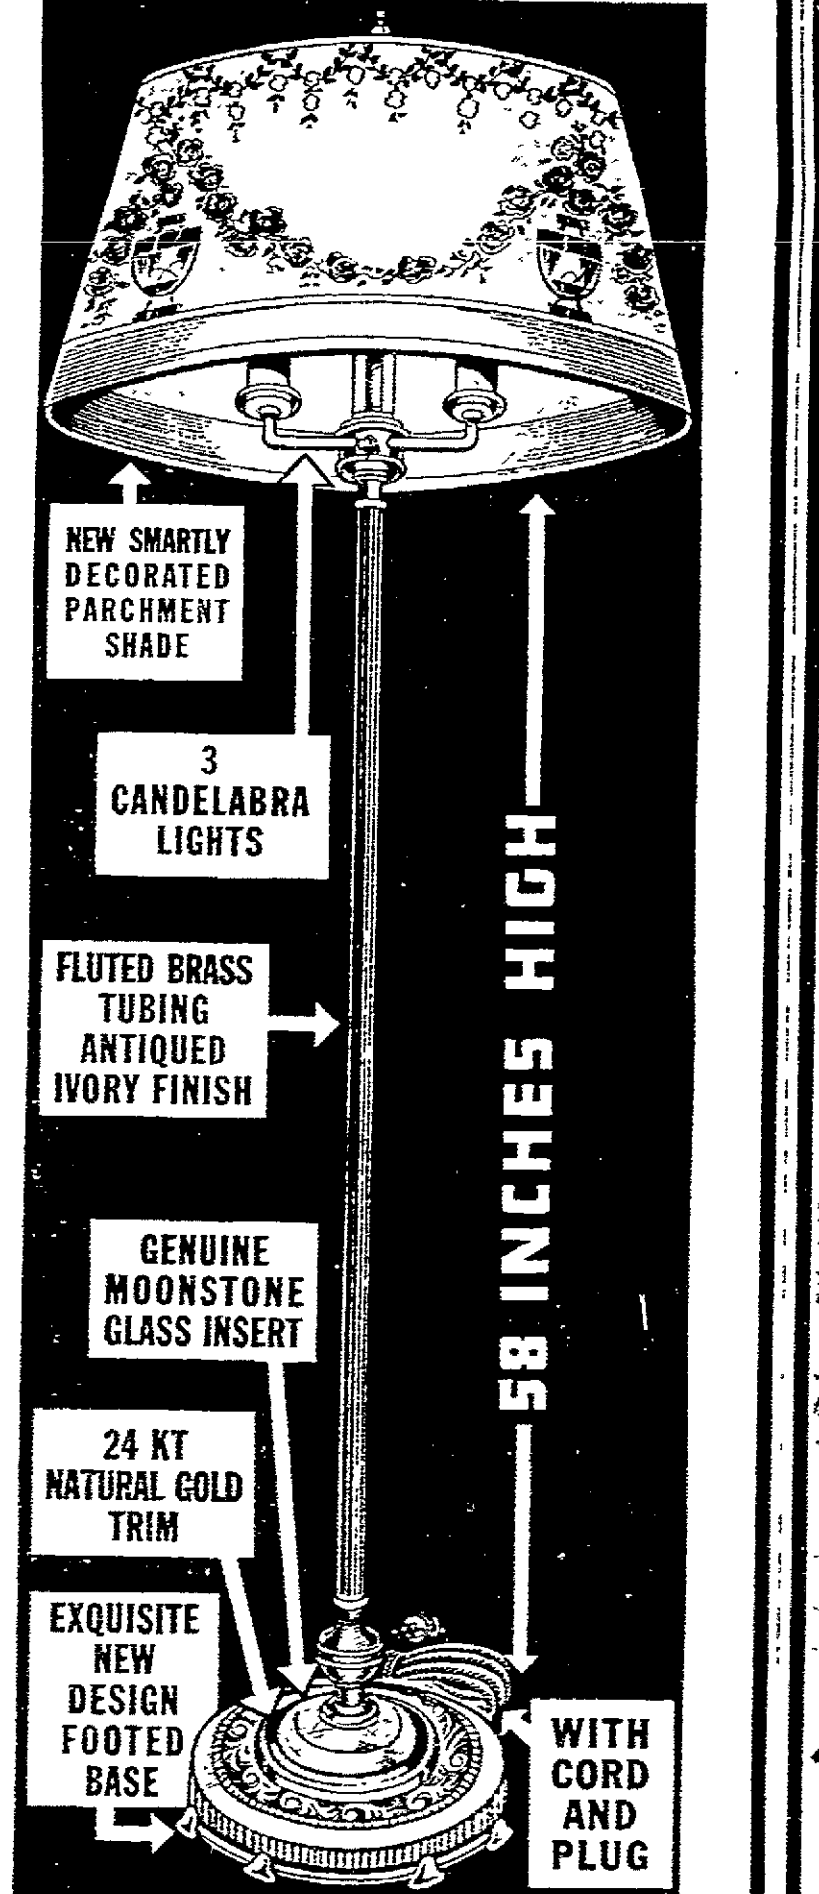 NEW SMARTLY
DECORATED
PARCHMENT
SHADE
3
CANDELABRA
LIGHTS
FLUTED BRASS
TUBING
ANTIQUED
IVORY FINISH
58 INCHES HIGH
GENUINE
MOONSTONE
GLASS INSERT
24 KT
NATURAL GOLD
TRIM
EXQUISITE
NEW
DESIGN
FOOTED
BASE
WITH
CORD
AND
PLUG